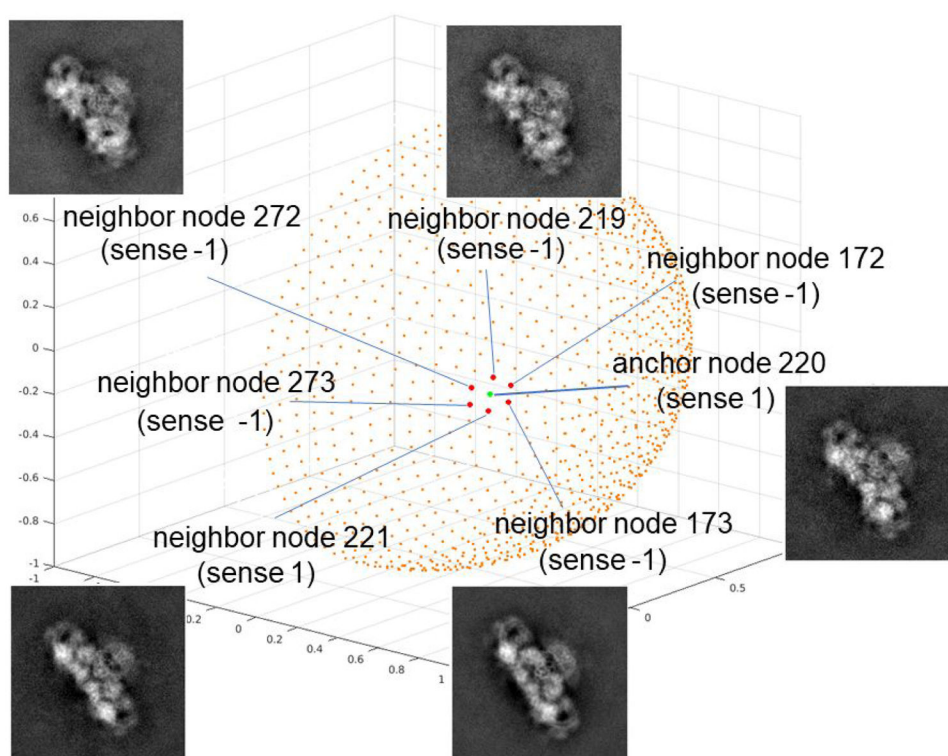 neighbor node 272
(sense -1)
neighbor node 219
(sense -1)
neighbor node 172
(sense -1)
anchor node 220
(sense 1)
neighbor node 273
(sense -1)
neighbor node 221
(sense 1)
neighbor node 173
(sense -1)
0.6
0.4
0.2
0
-0.2
-0.4
-0.6
-0.8
-1
-1
0.2
0
0.2
0.4
0.6
0.8
1
0
0.5